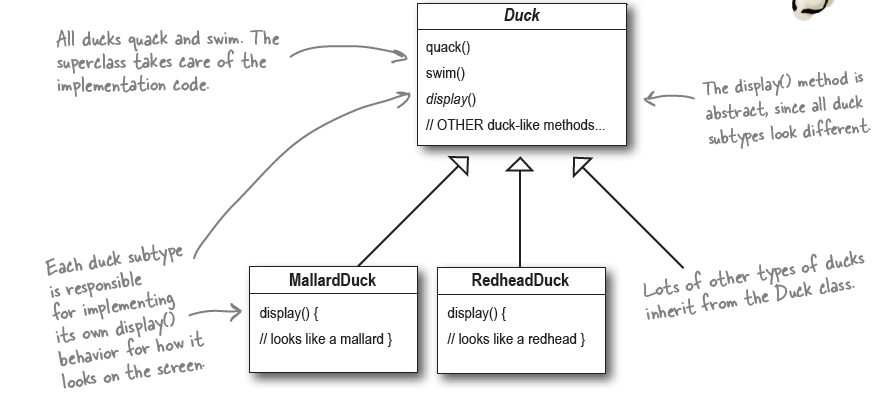 All ducks quack and swim. The
superclass takes care of the
implementation code.
Duck
quack()
swim()
display()
// OTHER duck-like methods...
The display() method is
abstract, since all duck
subtypes look different.
Each duck subtype
is responsible
for implementing
its own display()
behavior for how it
looks on the screen.
MallardDuck
display() {
// looks like a mallard }
RedheadDuck
display() {
// looks like a redhead }
Lots of other types of ducks
inherit from the Duck class.